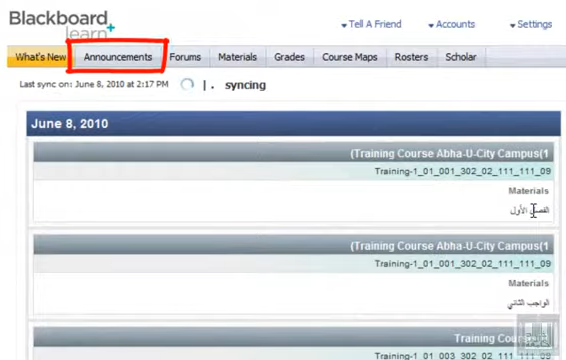 Blackboard
learn+
Tell A Friend Accounts Settings
What's New Announcements Forums Materials Grades Course Maps Rosters Scholar
Last sync on: June 8, 2010 at 2:17 PM | . syncing
June 8, 2010
(Training Course Abha-U-City Campus(1
Training-1_01_001_302_02_111_111_09
Materials
الفصل الأول
(Training Course Abha-U-City Campus(1
Training-1_01_001_302_02_111_111_09
Materials
الواجب الثاني
Training Course
Training-1_01_003_302_02_111_111_09